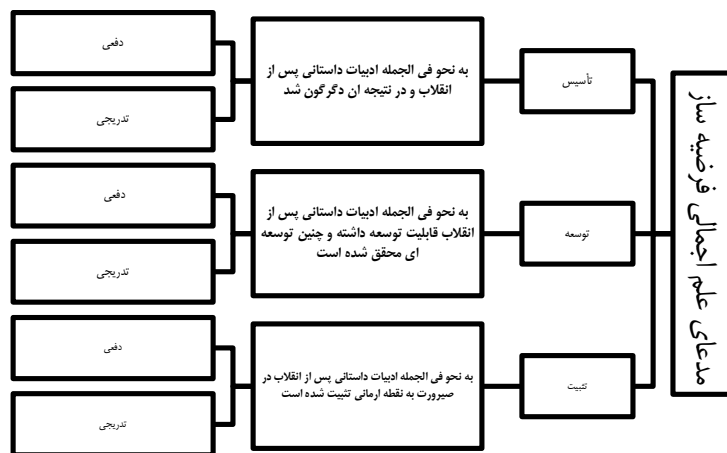 مدعای علم اجمالی فرضیه ساز
تأسیس
به نحو فی الجمله ادبیات داستانی پس از
انقلاب و در نتیجه ان دگرگون شد
دفعی
تدریجی
توسعه
به نحو فی الجمله ادبیات داستانی پس از
انقلاب قابلیت توسعه داشته و چنین توسعه
ای محقق شده است
دفعی
تدریجی
تثبیت
به نحو فی الجمله ادبیات داستانی پس از انقلاب در
صیرورت به نقطه ارمانی تثبیت شده است
دفعی
تدریجی